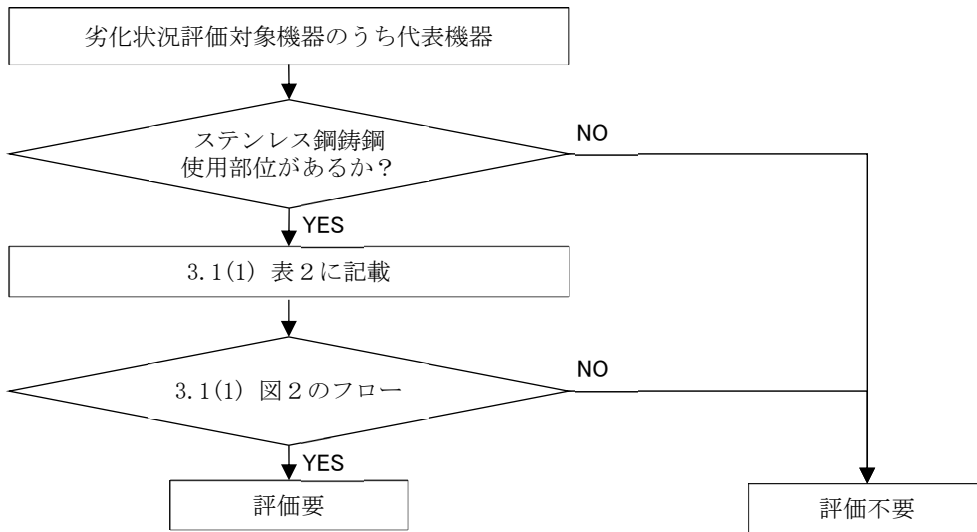 劣化状況評価対象機器のうち代表機器
ステンレス鋼鋳鋼
使用部位があるか？
NO
YES
3.1(1) 表２に記載
3.1(1) 図２のフロー
NO
YES
評価要
評価不要